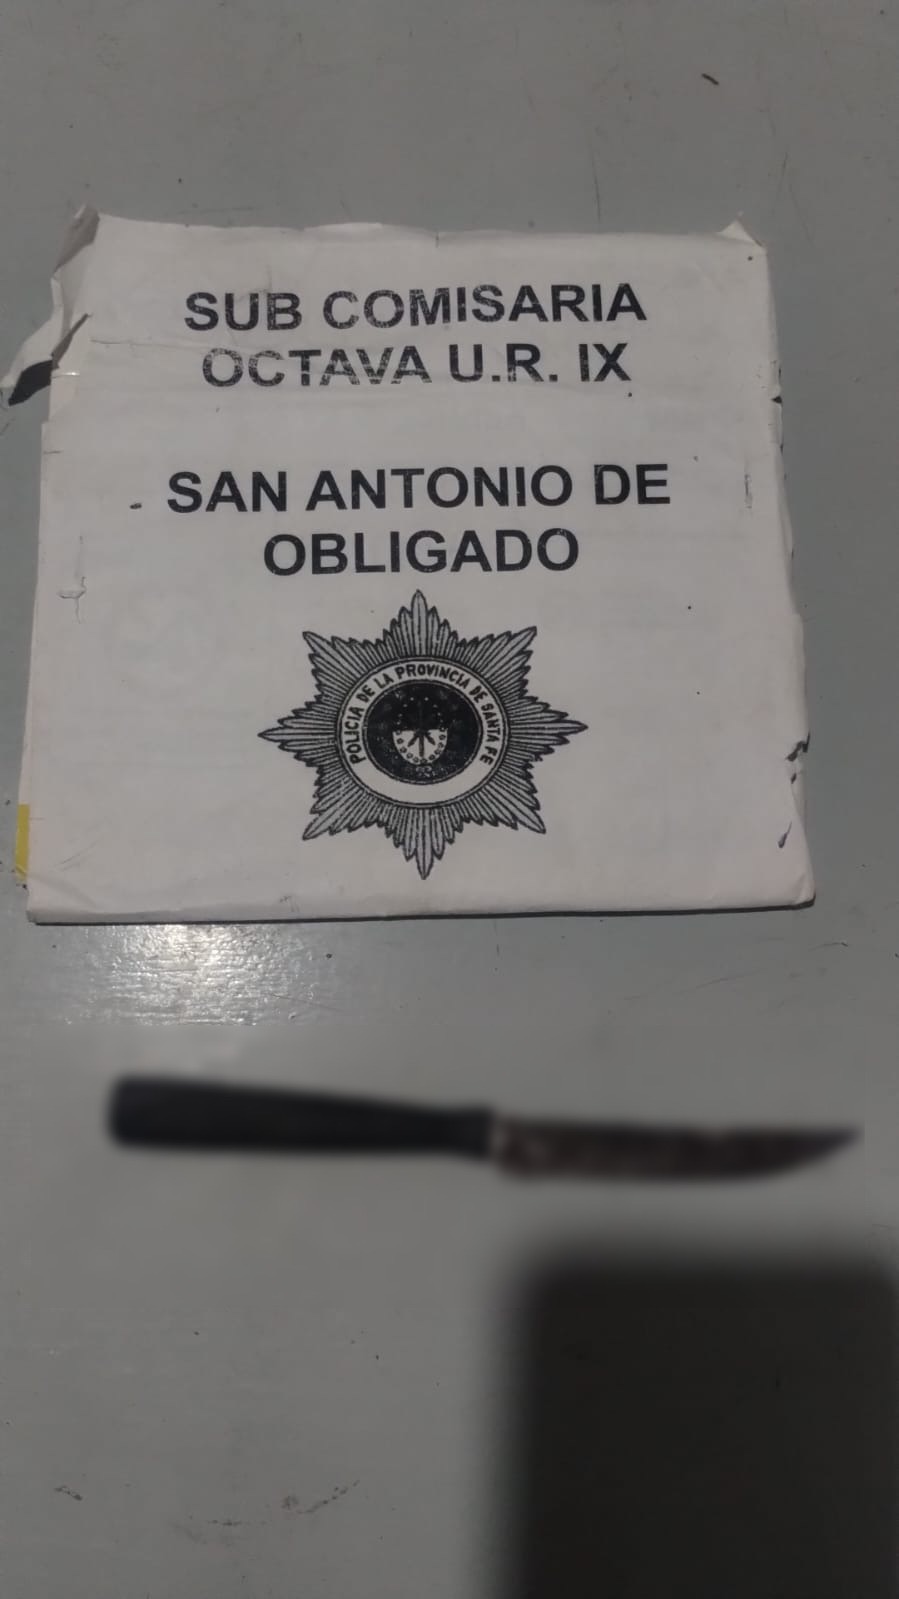 SUB COMISARIA
OCTAVA U.R. IX
SAN ANTONIO DE
OBLIGADO
POLICIA DE LA PROVINCIA DE SANTA FE